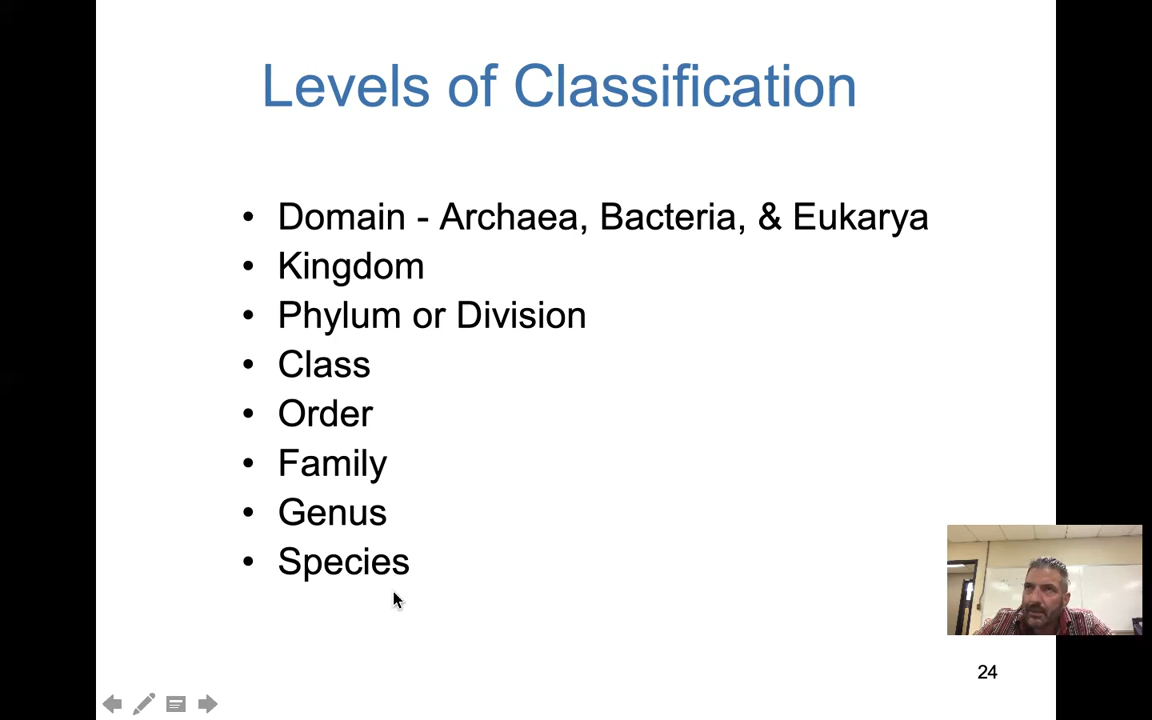 Levels of Classification
• Domain - Archaea, Bacteria, & Eukarya
• Kingdom
• Phylum or Division
• Class
• Order
• Family
• Genus
• Species
24